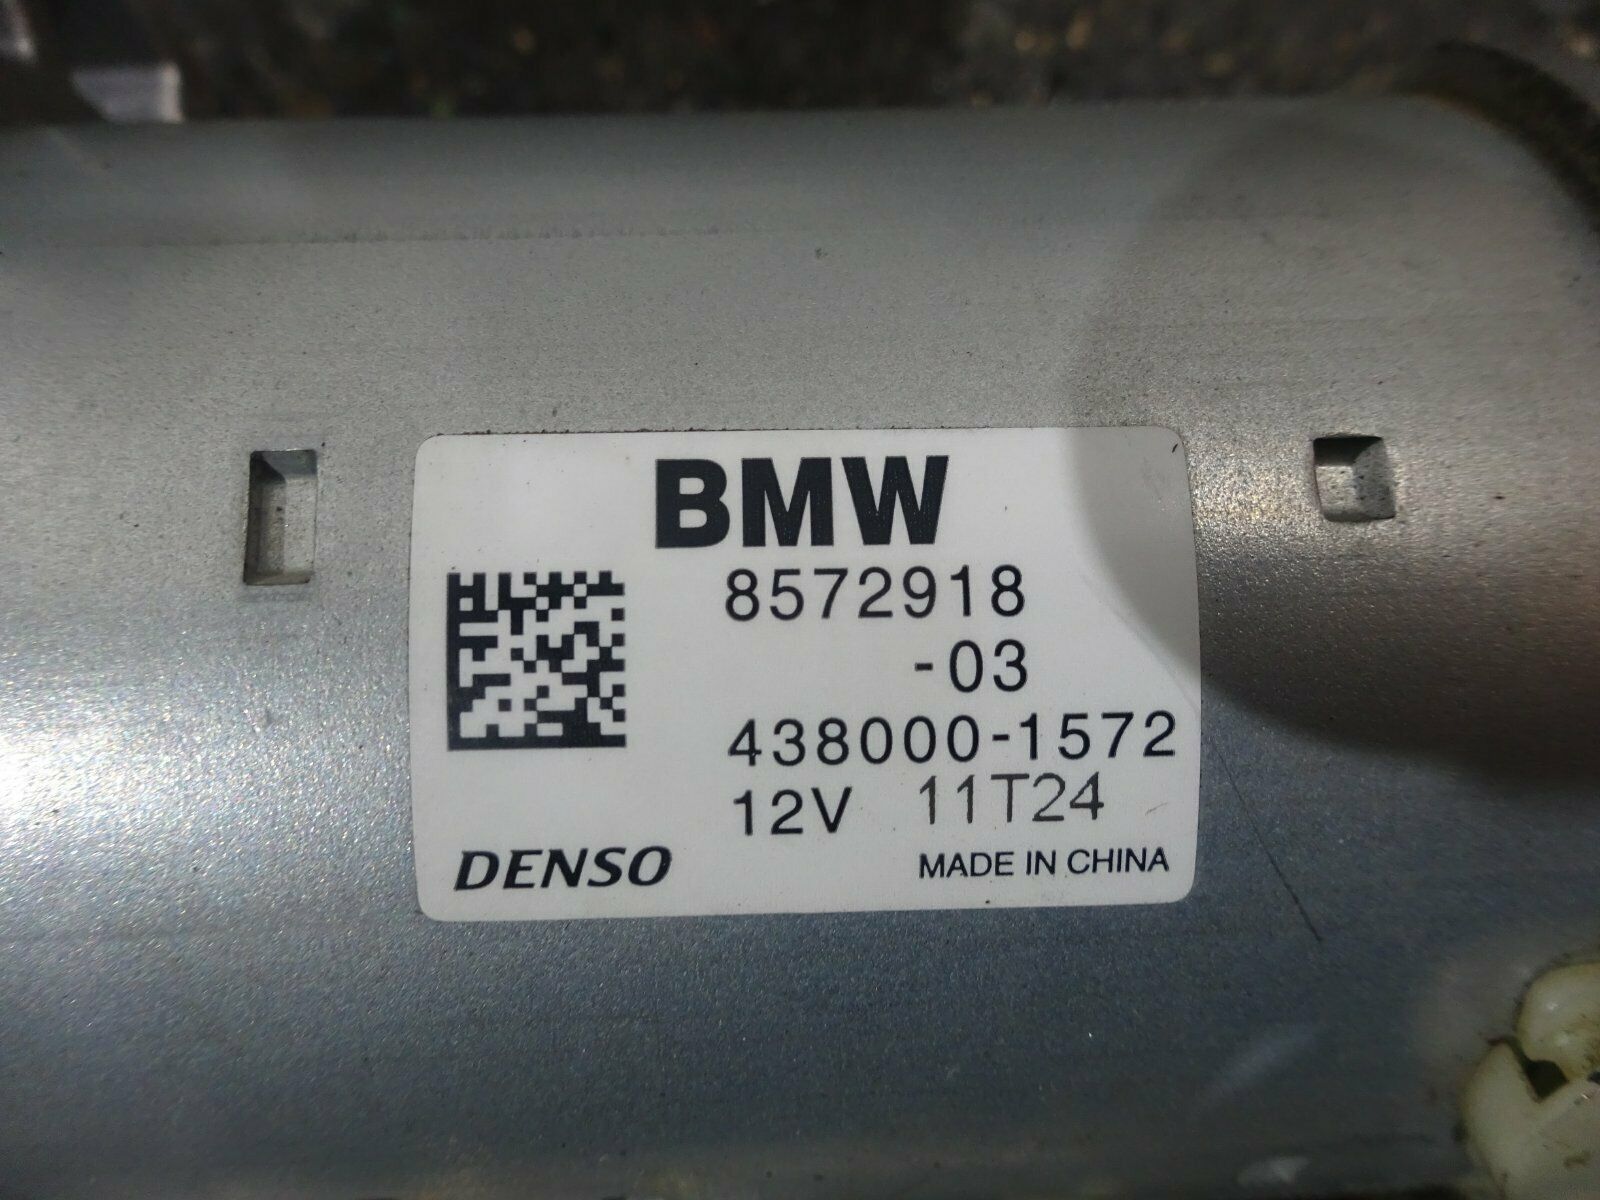 BMW
8572918
-03
438000-1572
12V 11T24
DENSO MADE IN CHINA